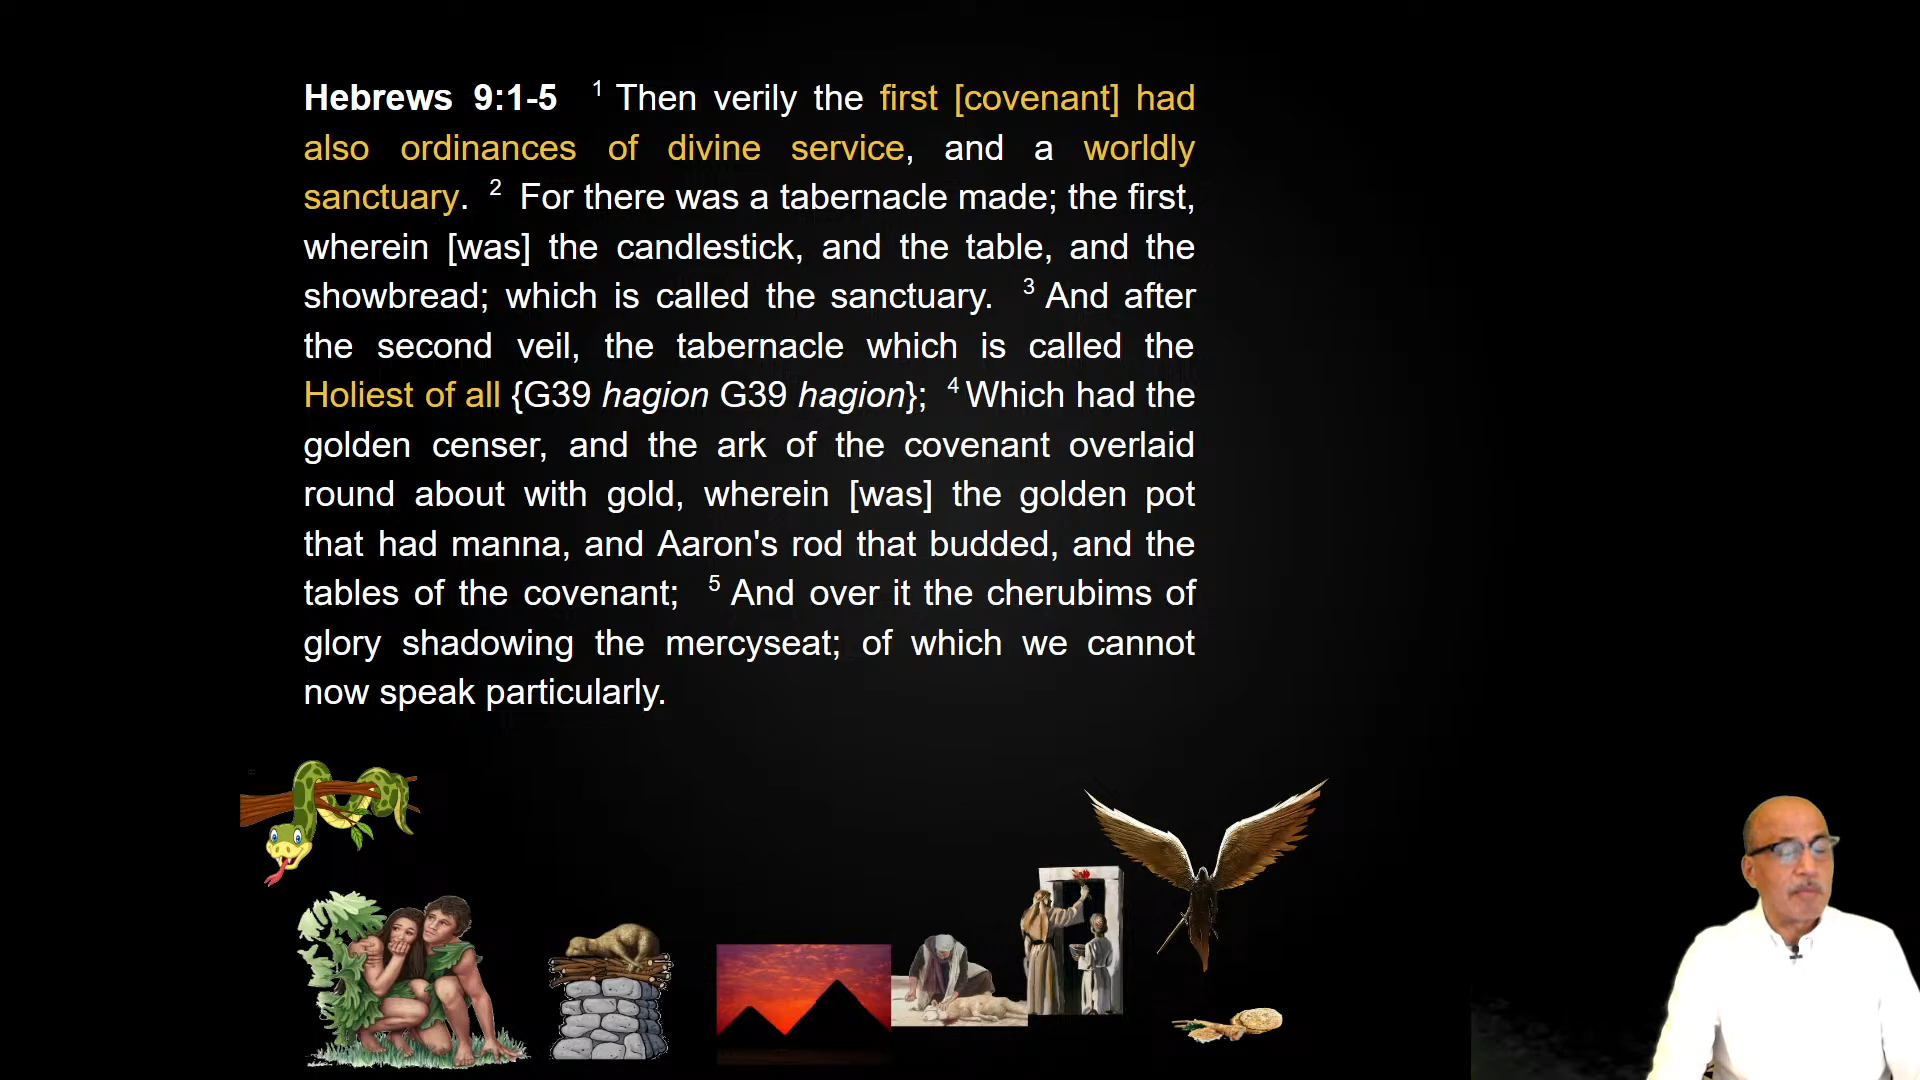 Hebrews 9:1-5 1 Then verily the first [covenant] had
also ordinances of divine service, and a worldly
sanctuary. 2 For there was a tabernacle made; the first,
wherein [was] the candlestick, and the table, and the
showbread; which is called the sanctuary. 3 And after
the second veil, the tabernacle which is called the
Holiest of all {G39 hagion G39 hagion}; 4 Which had the
golden censer, and the ark of the covenant overlaid
round about with gold, wherein [was] the golden pot
that had manna, and Aaron's rod that budded, and the
tables of the covenant; 5 And over it the cherubims of
glory shadowing the mercyseat; of which we cannot
now speak particularly.